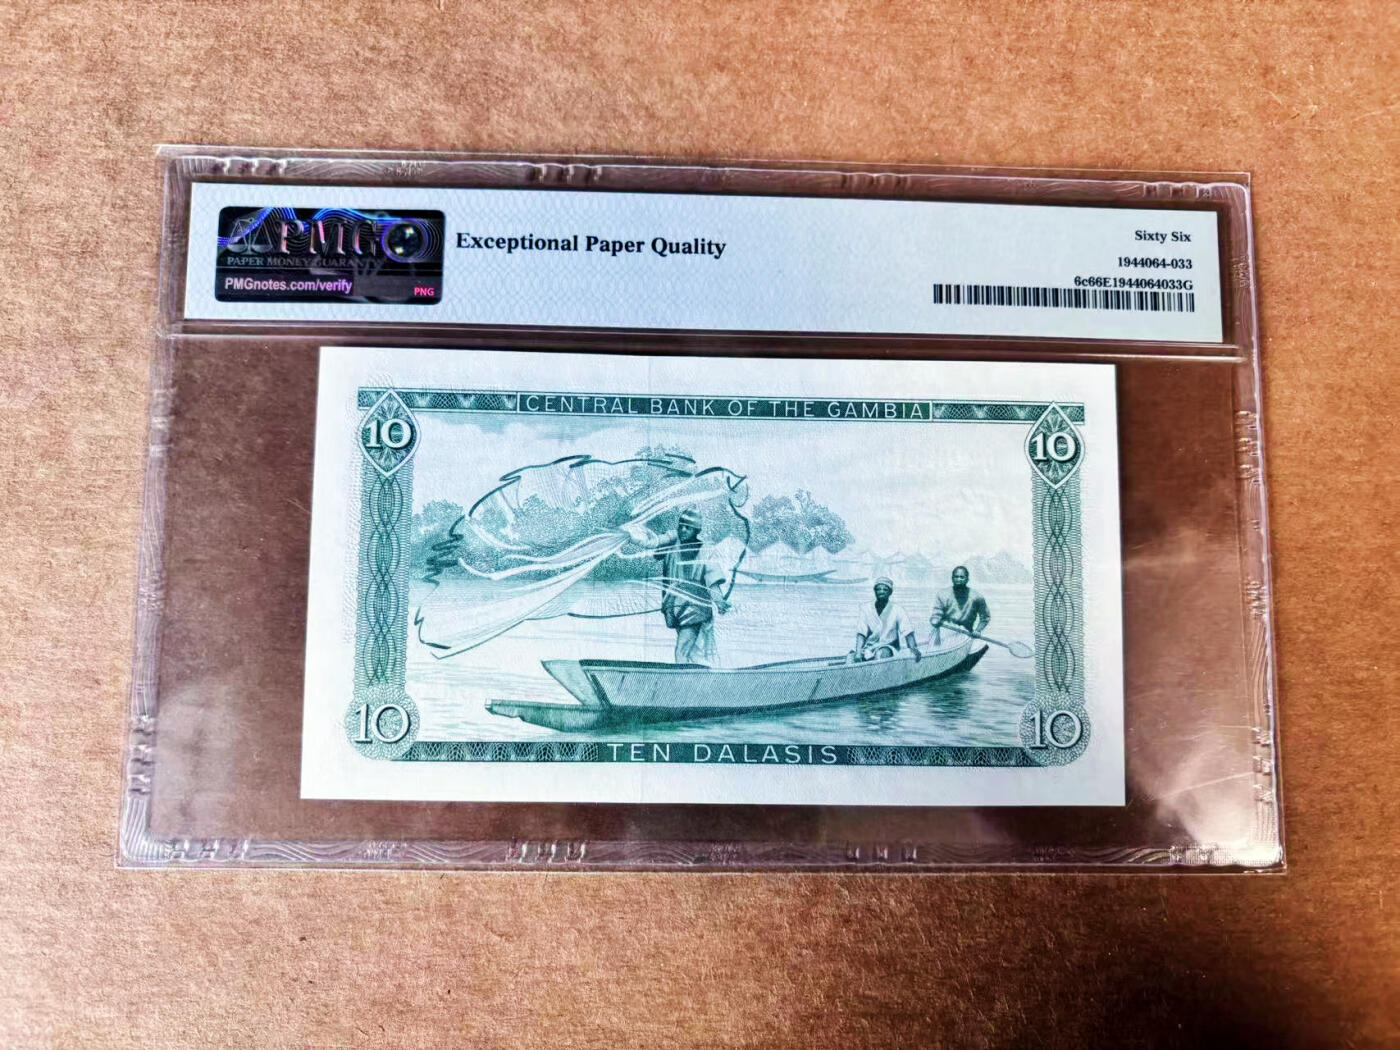 PMG
PAPER MONEY GUARANTY
PMGnotes.com/verify
PNG
Exceptional Paper Quality
Sixty Six
1944064-033
6c66E1944064033G
CENTRAL BANK OF THE GAMBIA
10
10
10
10
TEN DALASIS